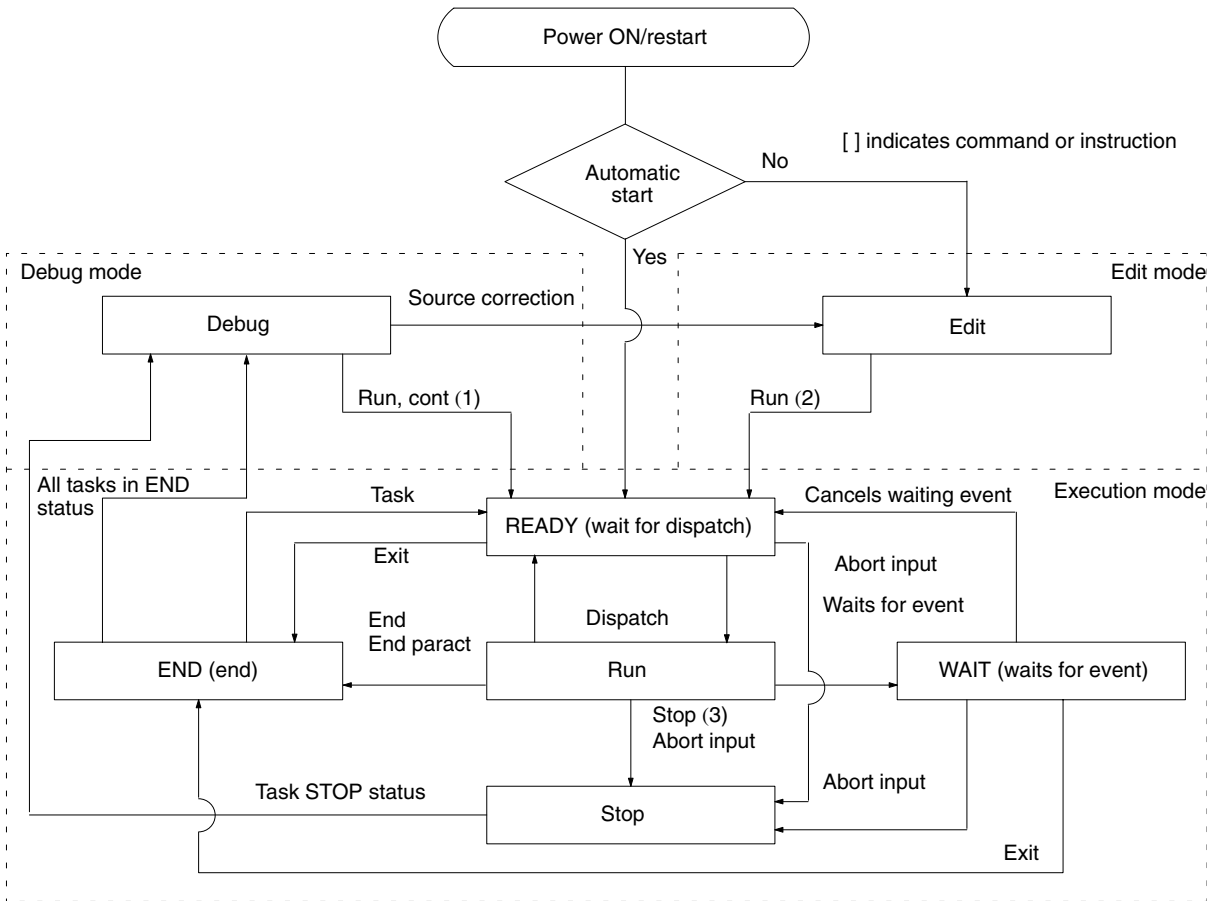 Power ON/restart
[ ] indicates command or instruction
No
Automatic
start
Yes
Debug mode
Edit mode
Source correction
Debug
Edit
Run, cont (1)
Run (2)
All tasks in END
status
Task
Cancels waiting event
Execution mode
READY (wait for dispatch)
Exit
Abort input
Waits for event
End
End paract
Dispatch
END (end)
Run
WAIT (waits for event)
Stop (3)
Abort input
Task STOP status
Abort input
Stop
Exit